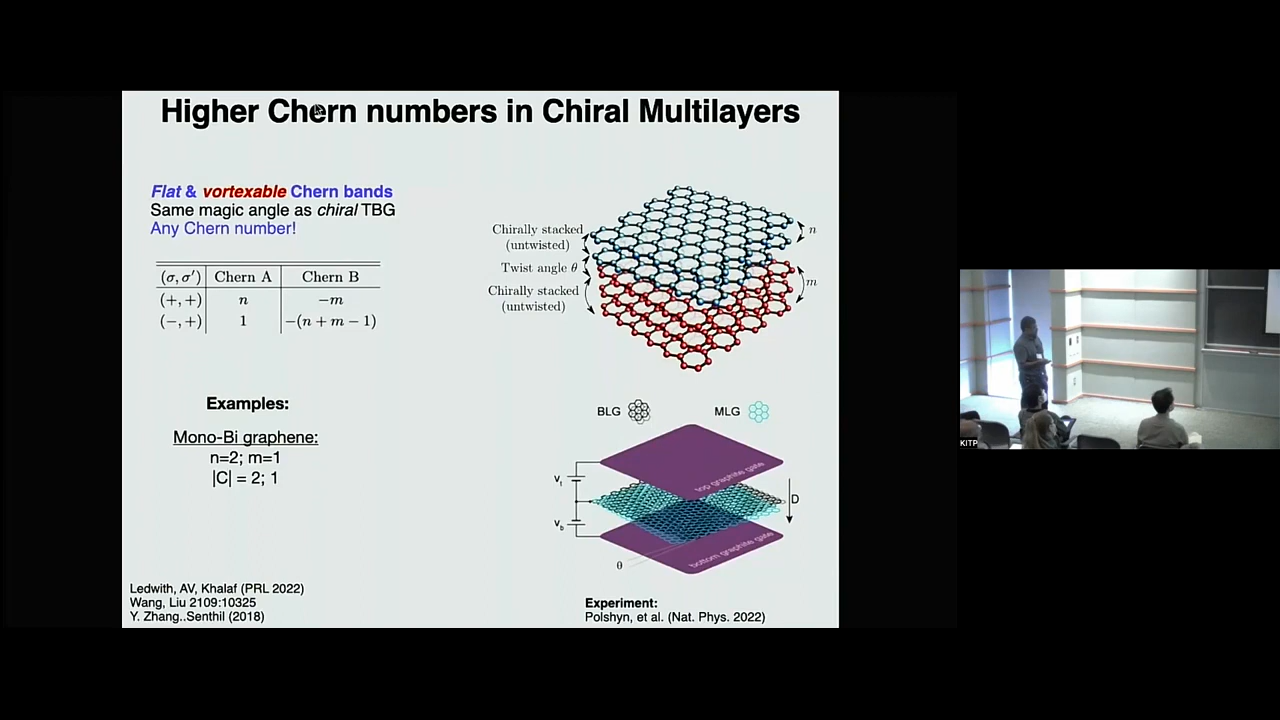 Higher Chern numbers in Chiral Multilayers
Flat & vortexable Chern bands
Same magic angle as chiral TBG
Any Chern number!
(σ, σ′) Chern A Chern B
(+, +) n −m
(−, +) 1 −(n + m − 1)
Examples:
Mono-Bi graphene:
n=2; m=1
|C| = 2; 1
Ledwith, AV, Khalaf (PRL 2022)
Wang, Liu 2109:10325
Y. Zhang..Senthil (2018)
Chirally stacked
(untwisted)
n
Twist angle θ
Chirally stacked
(untwisted)
m
BLG
MLG
top graphite gate
Vt
D
Vb
bottom graphite gate
θ
Experiment:
Polshyn, et al. (Nat. Phys. 2022)
KITP